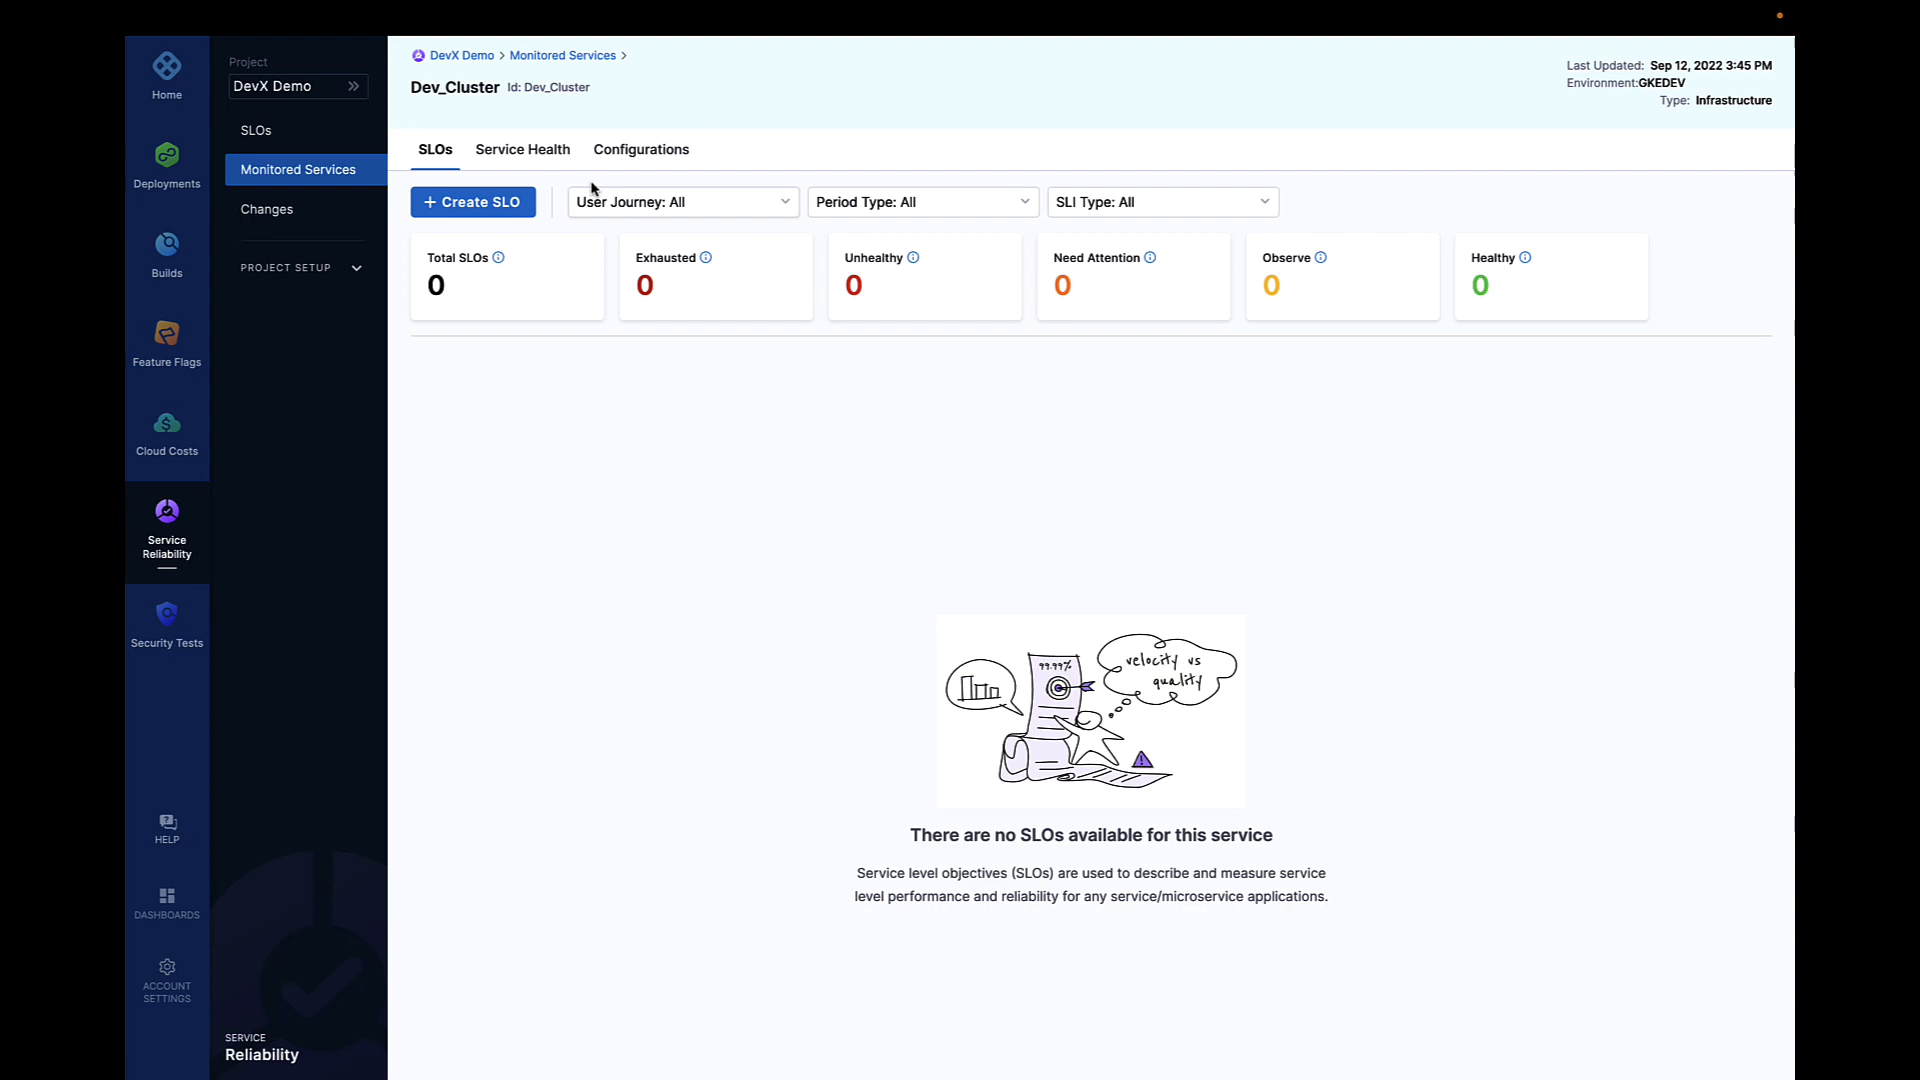 Home
Deployments
Builds
Feature Flags
Cloud Costs
Service
Reliability
Security Tests
HELP
DASHBOARDS
ACCOUNT
SETTINGS
Project
DevX Demo
SLOs
Monitored Services
Changes
PROJECT SETUP
SERVICE
Reliability
DevX Demo > Monitored Services >
Dev_Cluster Id: Dev_Cluster
Last Updated: Sep 12, 2022 3:45 PM
Environment:GKEDEV
Type: Infrastructure
SLOs Service Health Configurations
+ Create SLO User Journey: All Period Type: All SLI Type: All
Total SLOs
0
Exhausted
0
Unhealthy
0
Need Attention
0
Observe
0
Healthy
0
99.99%
velocity vs
quality
There are no SLOs available for this service
Service level objectives (SLOs) are used to describe and measure service
level performance and reliability for any service/microservice applications.